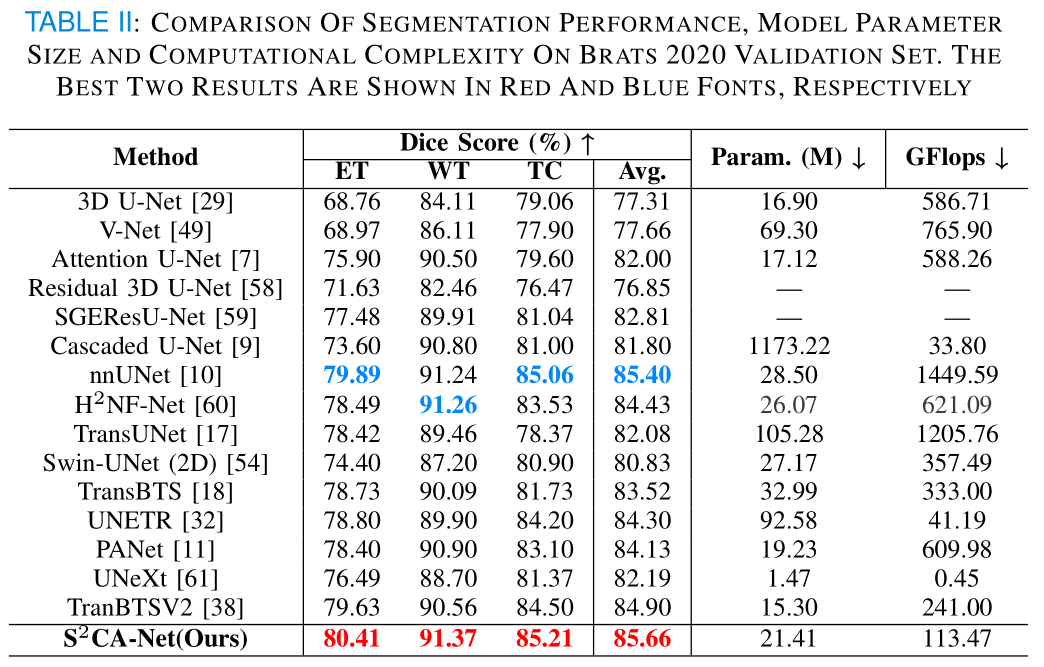 TABLE II: COMPARISON OF SEGMENTATION PERFORMANCE, MODEL PARAMETER
SIZE AND COMPUTATIONAL COMPLEXITY ON BRATS 2020 VALIDATION SET. THE
BEST TWO RESULTS ARE SHOWN IN RED AND BLUE FONTS, RESPECTIVELY
Method Dice Score (%) ↑ Param. (M) ↓ GFlops ↓
ET WT TC Avg.
3D U-Net [29] 68.76 84.11 79.06 77.31 16.90 586.71
V-Net [49] 68.97 86.11 77.90 77.66 69.30 765.90
Attention U-Net [7] 75.90 90.50 79.60 82.00 17.12 588.26
Residual 3D U-Net [58] 71.63 82.46 76.47 76.85 — —
SGEResU-Net [59] 77.48 89.91 81.04 82.81 — —
Cascaded U-Net [9] 73.60 90.80 81.00 81.80 1173.22 33.80
nnUNet [10] 79.89 91.24 85.06 85.40 28.50 1449.59
H²NF-Net [60] 78.49 91.26 83.53 84.43 26.07 621.09
TransUNet [17] 78.42 89.46 78.37 82.08 105.28 1205.76
Swin-UNet (2D) [54] 74.40 87.20 80.90 80.83 27.17 357.49
TransBTS [18] 78.73 90.09 81.73 83.52 32.99 333.00
UNETR [32] 78.80 89.90 84.20 84.30 92.58 41.19
PANet [11] 78.40 90.90 83.10 84.13 19.23 609.98
UNeXt [61] 76.49 88.70 81.37 82.19 1.47 0.45
TranBTSV2 [38] 79.63 90.56 84.50 84.90 15.30 241.00
S²CA-Net(Ours) 80.41 91.37 85.21 85.66 21.41 113.47